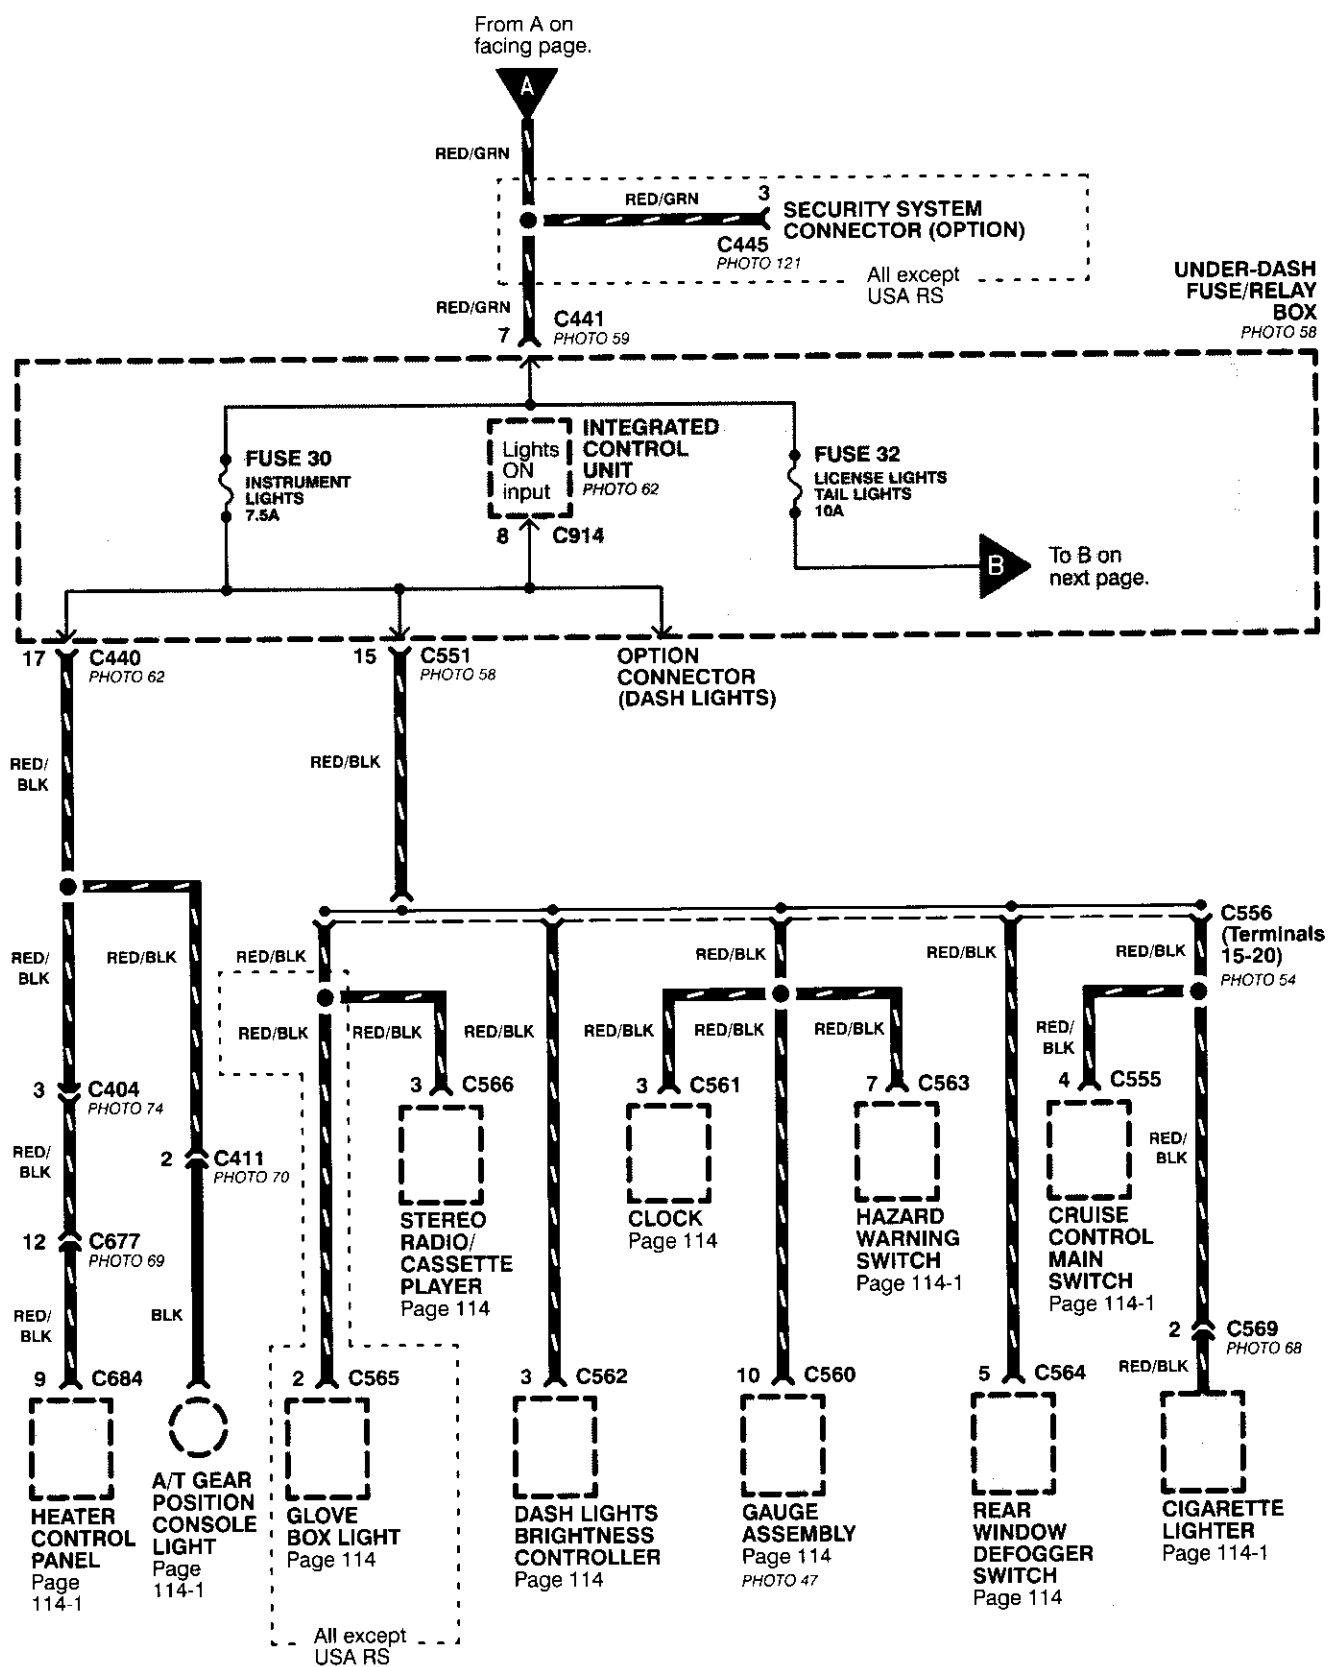 From A on
facing page.
A
RED/GRN
RED/GRN
3
SECURITY SYSTEM
CONNECTOR (OPTION)
C445
PHOTO 121
All except
USA RS
RED/GRN
7
C441
PHOTO 59
UNDER-DASH
FUSE/RELAY
BOX
PHOTO 58
FUSE 30
INSTRUMENT
LIGHTS
7.5A
Lights
ON
input
INTEGRATED
CONTROL
UNIT
PHOTO 62
8
C914
FUSE 32
LICENSE LIGHTS
TAIL LIGHTS
10A
B
To B on
next page.
17
C440
PHOTO 62
15
C551
PHOTO 58
OPTION
CONNECTOR
(DASH LIGHTS)
RED/
BLK
RED/BLK
C556
(Terminals
15-20)
PHOTO 54
RED/
BLK
RED/BLK
RED/BLK
RED/BLK
RED/BLK
RED/BLK
RED/BLK
RED/BLK
RED/BLK
RED/BLK
RED/BLK
RED/BLK
RED/
BLK
3
C404
PHOTO 74
3
C566
3
C561
7
C563
4
C555
RED/
BLK
2
C411
PHOTO 70
RED/
BLK
12
C677
PHOTO 69
STEREO
RADIO/
CASSETTE
PLAYER
Page 114
CLOCK
Page 114
HAZARD
WARNING
SWITCH
Page 114-1
CRUISE
CONTROL
MAIN
SWITCH
Page 114-1
RED/
BLK
BLK
2
C569
PHOTO 68
RED/BLK
9
C684
2
C565
3
C562
10
C560
5
C564
HEATER
CONTROL
PANEL
Page
114-1
A/T GEAR
POSITION
CONSOLE
LIGHT
Page
114-1
GLOVE
BOX LIGHT
Page 114
DASH LIGHTS
BRIGHTNESS
CONTROLLER
Page 114
GAUGE
ASSEMBLY
Page 114
PHOTO 47
REAR
WINDOW
DEFOGGER
SWITCH
Page 114
CIGARETTE
LIGHTER
Page 114-1
All except
USA RS